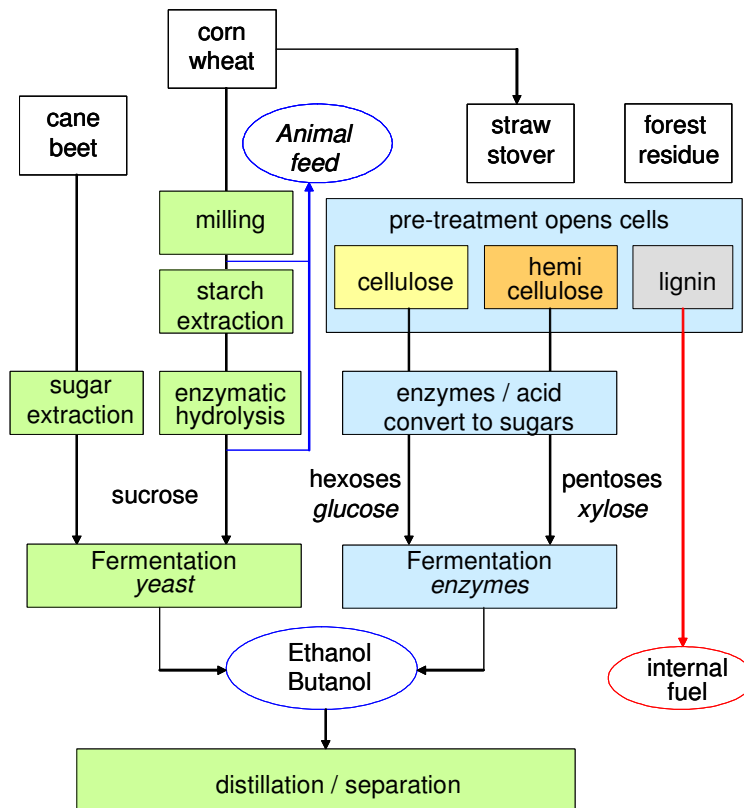 corn
wheat
cane
beet
Animal
feed
straw
stover
forest
residue
milling
pre-treatment opens cells
cellulose
hemi
cellulose
lignin
starch
extraction
sugar
extraction
enzymatic
hydrolysis
enzymes / acid
convert to sugars
sucrose
hexoses
glucose
pentoses
xylose
Fermentation
yeast
Fermentation
enzymes
Ethanol
Butanol
internal
fuel
distillation / separation